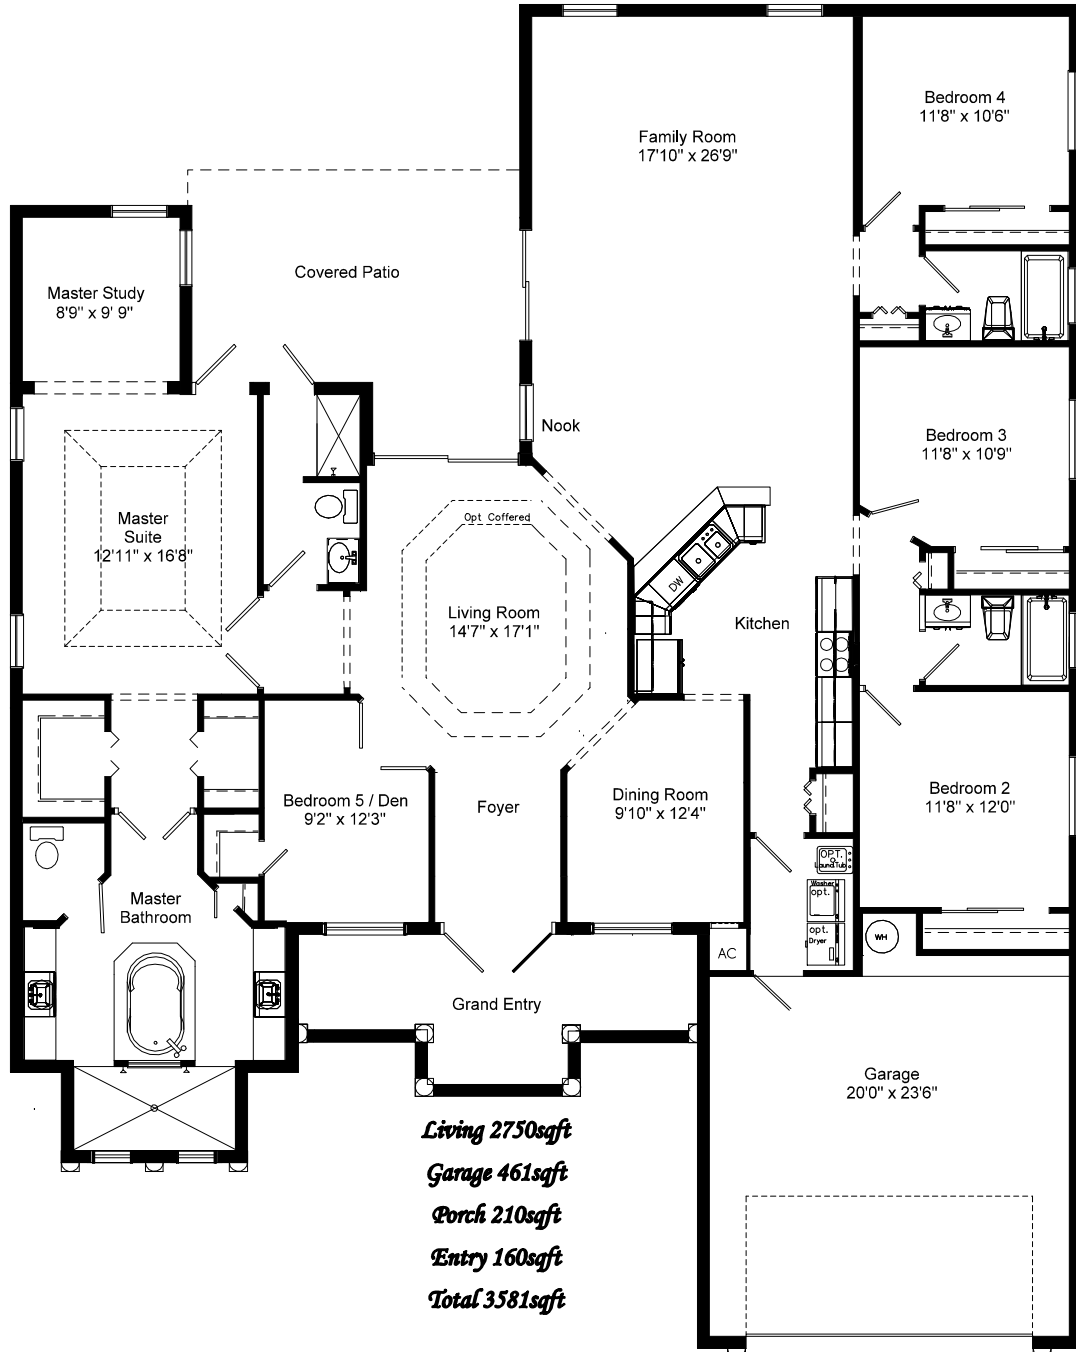 Bedroom 4
11'8" x 10'6"
Family Room
17'10" x 26'9"
Covered Patio
Master Study
8'9" x 9' 9"
Nook
Bedroom 3
11'8" x 10'9"
Master
Suite
12'11" x 16'8"
Opt Coffered
DW
Living Room
14'7" x 17'1"
Kitchen
Bedroom 2
11'8" x 12'0"
Bedroom 5 / Den
9'2" x 12'3"
Foyer
Dining Room
9'10" x 12'4"
OPT.
Laund.Tub
Washer
opt.
opt.
Dryer
Master
Bathroom
WH
AC
Grand Entry
Garage
20'0" x 23'6"
Living 2750sqft
Garage 461sqft
Porch 210sqft
Entry 160sqft
Total 3581sqft